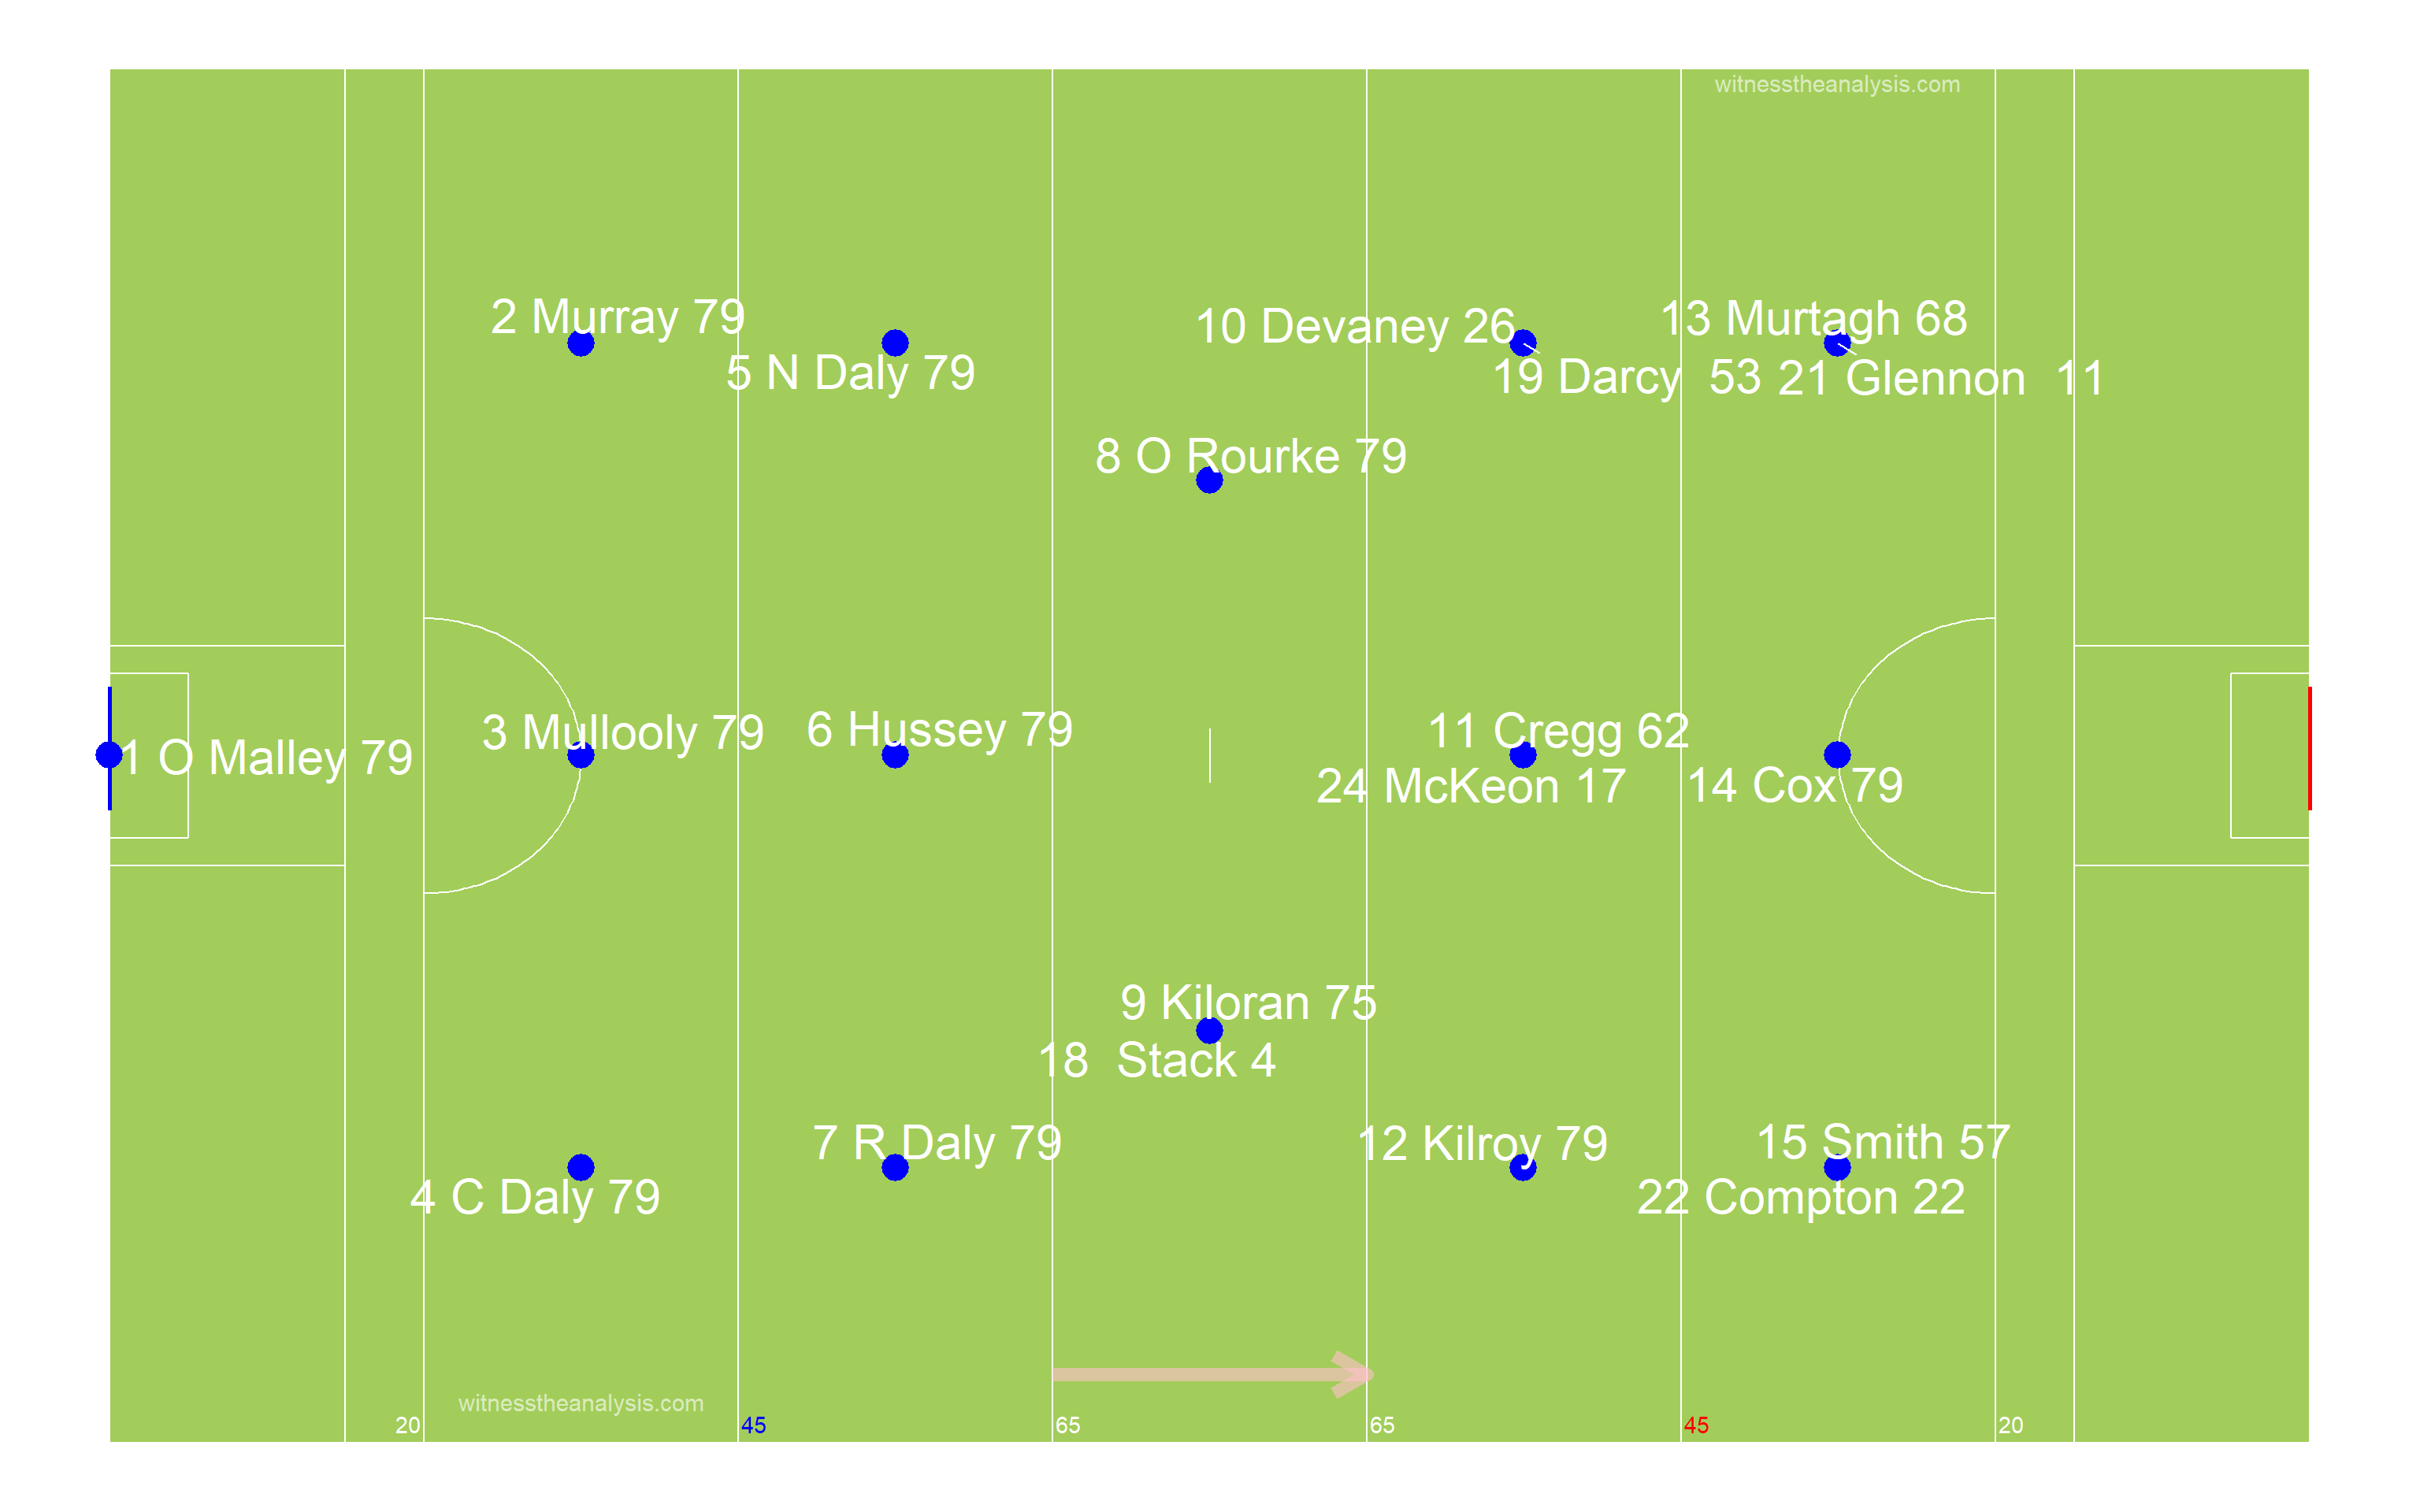 witnesstheanalysis.com
2 Murray 79
13 Murtagh 68
10 Devaney 26
5 N Daly 79
19 Darcy  53
21 Glennon  11
8 O Rourke 79
1 O Malley 79
3 Mullooly 79
6 Hussey 79
11 Cregg 62
24 McKeon 17
14 Cox 79
9 Kiloran 75
18  Stack 4
7 R Daly 79
12 Kilroy 79
15 Smith 57
4 C Daly 79
22 Compton 22
witnesstheanalysis.com
20
45
65
65
45
20